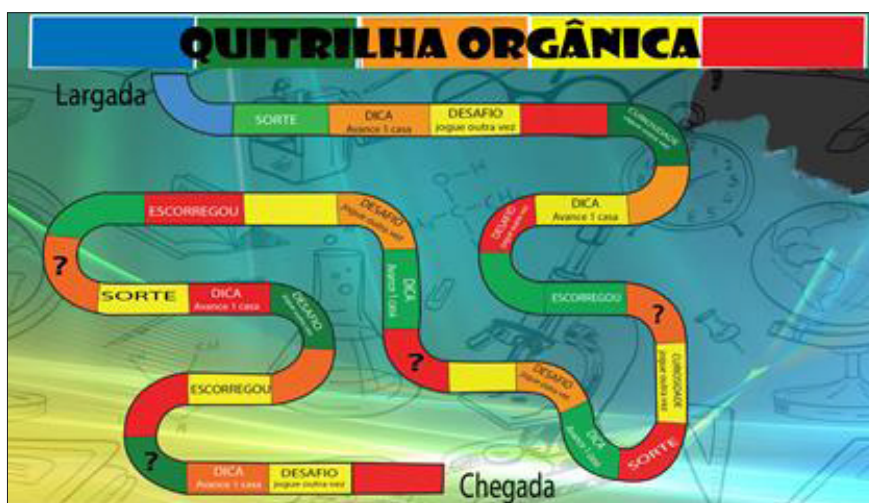 QUITRILHA ORGÂNICA
Largada
SORTE
DICA
Avance 1 casa
DESAFIO
jogue outra vez
CURIOSIDADE
jogue outra vez
DICA
Avance 1 casa
DESAFIO
jogue outra vez
ESCORREGOU
?
CURIOSIDADE
jogue outra vez
SORTE
DICA
Avance 1 casa
DESAFIO
jogue outra vez
?
DICA
Avance 1 casa
DESAFIO
jogue outra vez
ESCORREGOU
?
SORTE
DICA
Avance 1 casa
DESAFIO
ESCORREGOU
?
DICA
Avance 1 casa
DESAFIO
jogue outra vez
Chegada